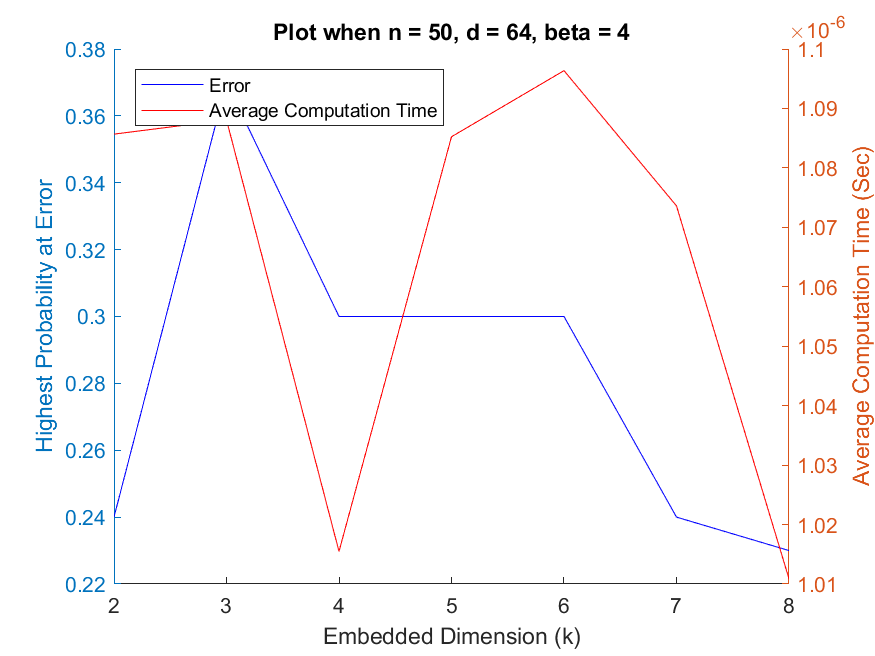 Plot when n = 50, d = 64, beta = 4
×10-6
Error
Average Computation Time
Highest Probability at Error
0.38
0.36
0.34
0.32
0.3
0.28
0.26
0.24
0.22
1.1
1.09
1.08
1.07
1.06
1.05
1.04
1.03
1.02
1.01
Average Computation Time (Sec)
2 3 4 5 6 7 8
Embedded Dimension (k)